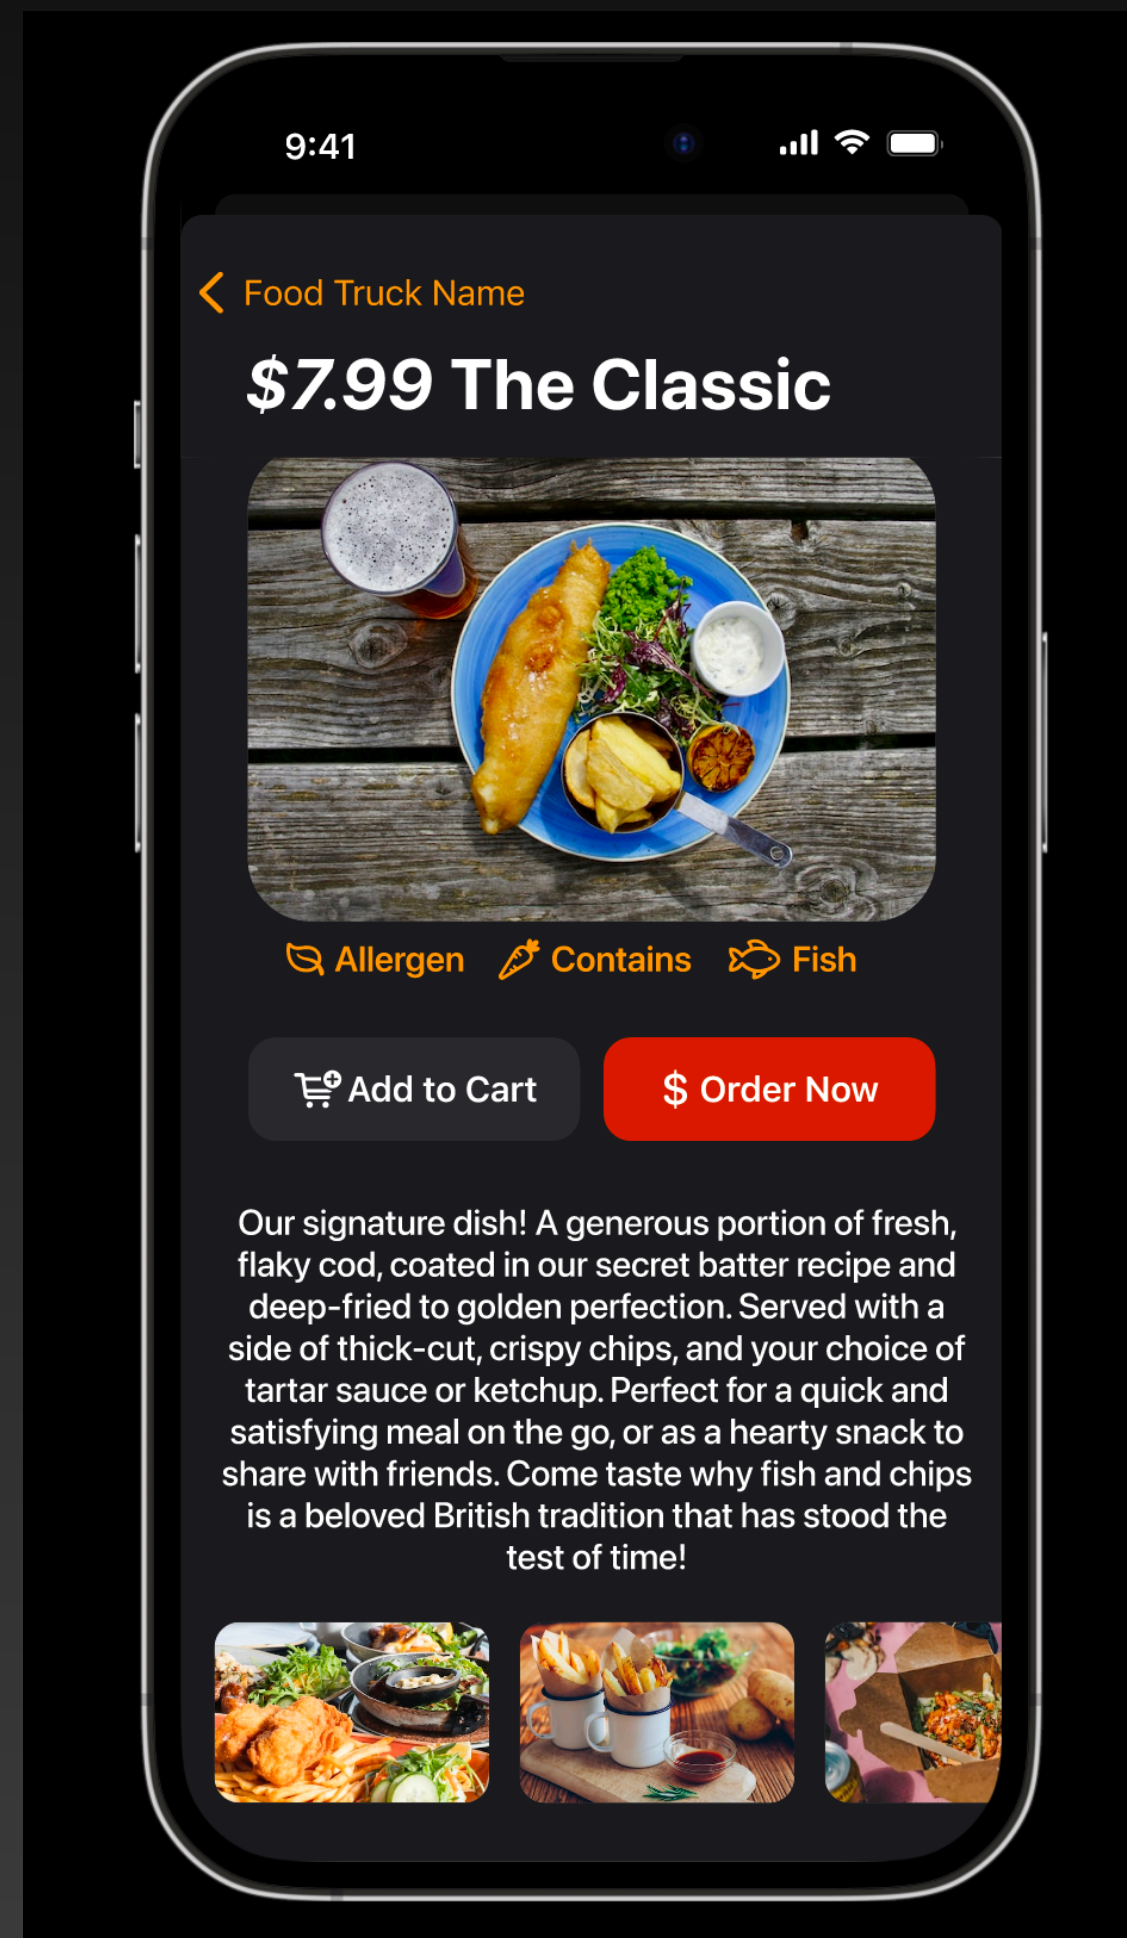 9:41
Food Truck Name
$7.99 The Classic
Allergen Contains Fish
Add to Cart $ Order Now
Our signature dish! A generous portion of fresh,
flaky cod, coated in our secret batter recipe and
deep-fried to golden perfection. Served with a
side of thick-cut, crispy chips, and your choice of
tartar sauce or ketchup. Perfect for a quick and
satisfying meal on the go, or as a hearty snack to
share with friends. Come taste why fish and chips
is a beloved British tradition that has stood the
test of time!